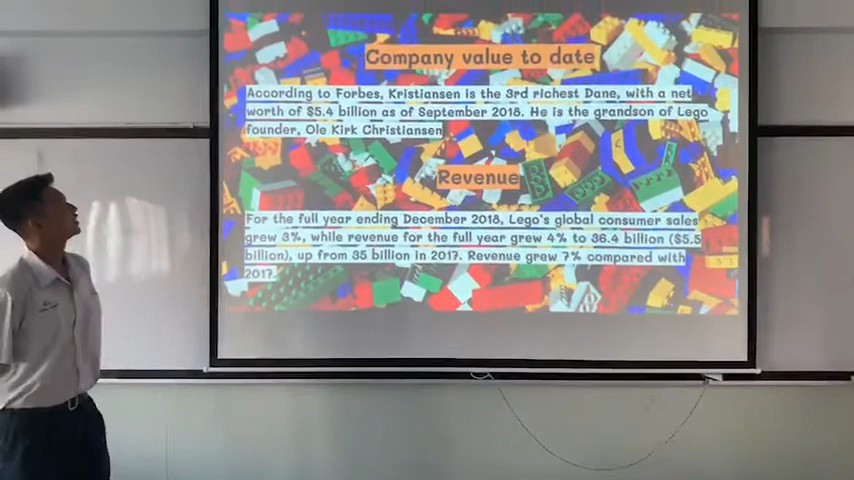 Company value to date
According to Forbes, Kristiansen is the 3rd richest Dane, with a net
worth of $5.4 billion as of September 2018. He is the grandson of Lego
founder, Ole Kirk Christiansen
Revenue
For the full year ending December 2018, Lego's global consumer sales
grew 3%, while revenue for the full year grew 4% to 36.4 billion ($5.5
billion), up from 35 billion in 2017. Revenue grew 7% compared with
2017.